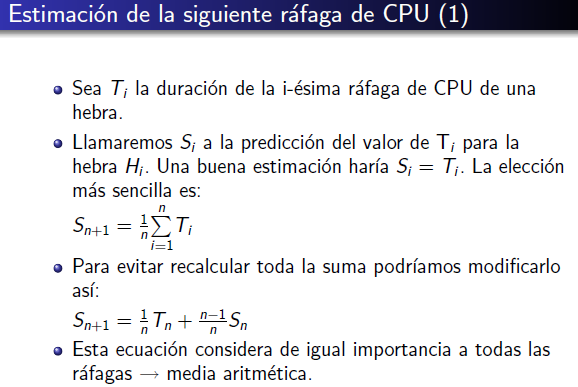 Estimación de la siguiente ráfaga de CPU (1)
Sea T_i la duración de la i-ésima ráfaga de CPU de una
hebra.
Llamaremos S_i a la predicción del valor de T_i para la
hebra H_i. Una buena estimación haría S_i = T_i. La elección
más sencilla es:
S_{n+1} = \frac{1}{n} \sum_{i=1}^{n} T_i
Para evitar recalcular toda la suma podríamos modificarlo
así:
S_{n+1} = \frac{1}{n} T_n + \frac{n-1}{n} S_n
Esta ecuación considera de igual importancia a todas las
ráfagas → media aritmética.